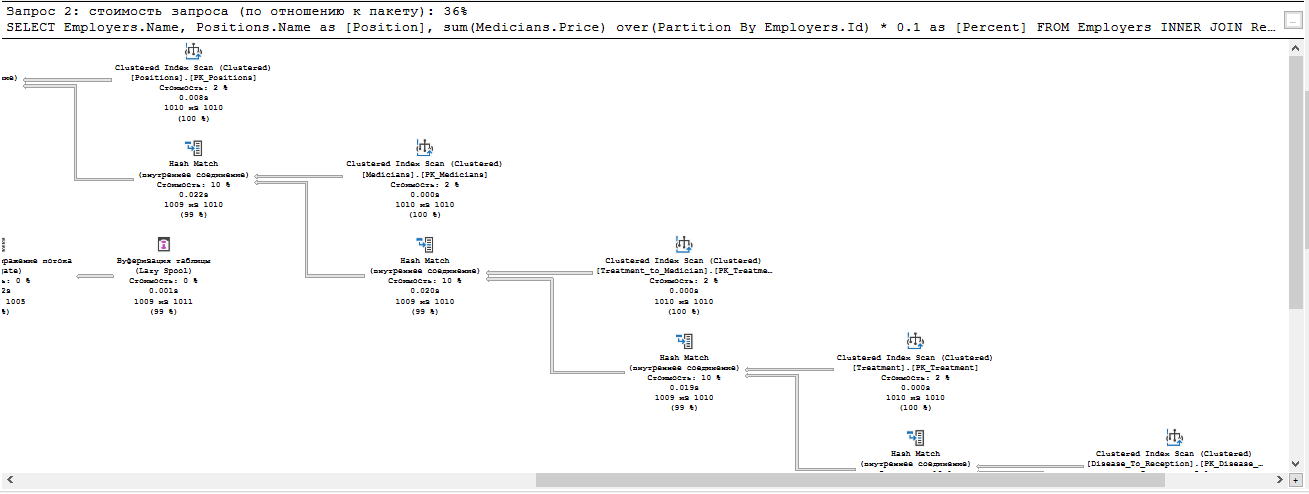 Запрос 2: стоимость запроса (по отношению к пакету): 36%
SELECT Employers.Name, Positions.Name as [Position], sum(Medicians.Price) over(Partition By Employers.Id) * 0.1 as [Percent] FROM Employers INNER JOIN Re…
...
Clustered Index Scan (Clustered)
[Positions].[PK_Positions]
Стоимость: 2 %
0.008s
1010 из 1010
(100 %)
ие)
Hash Match
(внутреннее соединение)
Стоимость: 10 %
0.022s
1009 из 1010
(99 %)
Clustered Index Scan (Clustered)
[Medicians].[PK_Medicians]
Стоимость: 2 %
0.000s
1010 из 1010
(100 %)
ражение потока
ate)
ь: 0 %
2s
1005
%)
Буферизация таблицы
(Lazy Spool)
Стоимость: 0 %
0.001s
1009 из 1011
(99 %)
Hash Match
(внутреннее соединение)
Стоимость: 10 %
0.020s
1009 из 1010
(99 %)
Clustered Index Scan (Clustered)
[Treatment_to_Median].[PK_Treatme…
Стоимость: 2 %
0.000s
1010 из 1010
(100 %)
Hash Match
(внутреннее соединение)
Стоимость: 10 %
0.019s
1009 из 1010
(99 %)
Clustered Index Scan (Clustered)
[Treatment].[PK_Treatment]
Стоимость: 2 %
0.000s
1010 из 1010
(100 %)
Hash Match
(внутреннее соединение)
Clustered Index Scan (Clustered)
[Disease_To_Reception].[PK_Disease_…